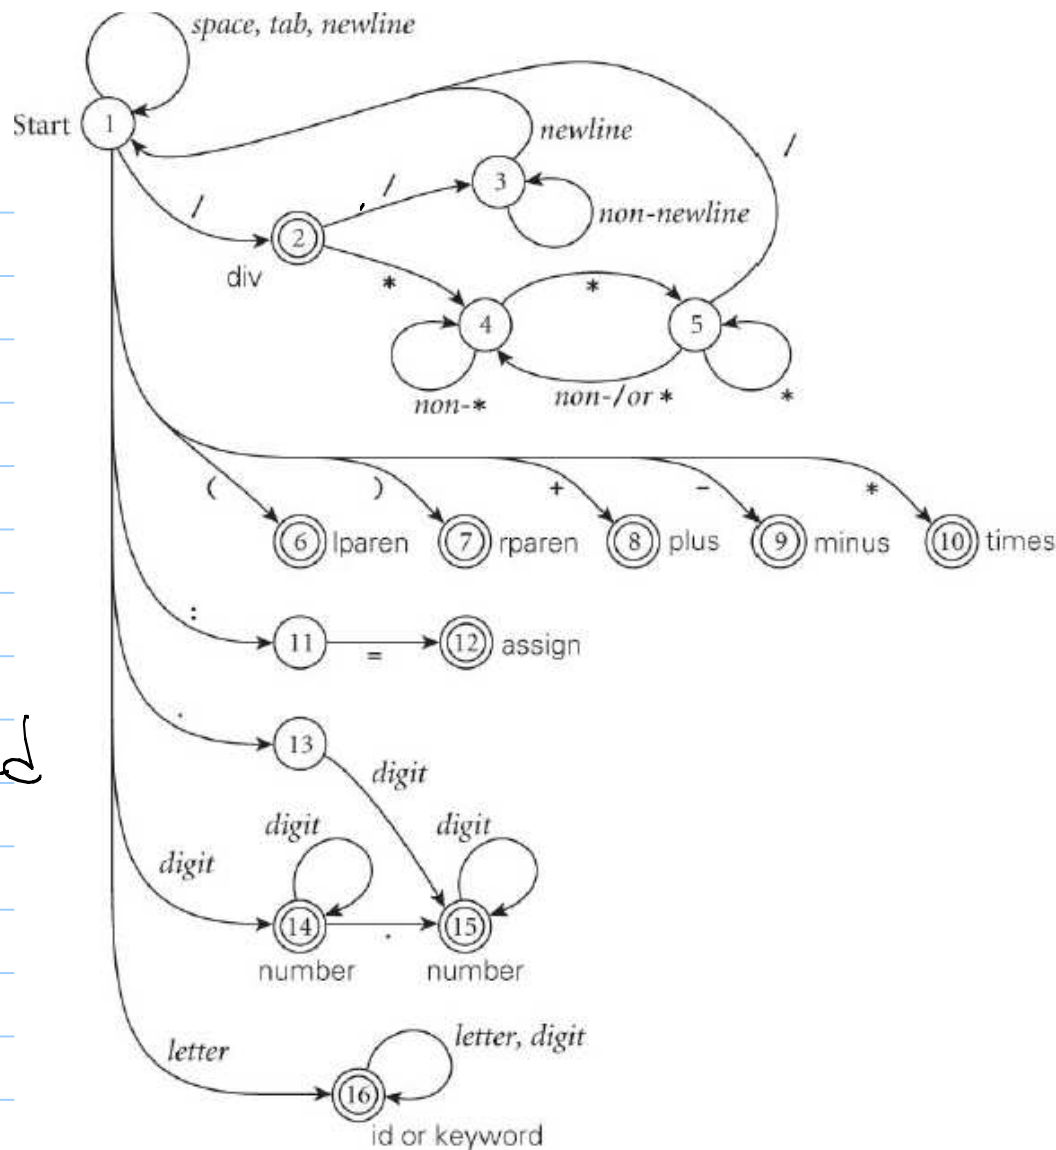 space, tab, newline
Start 1
newline
/
/ 3
/
non-newline
2
div
*
*
4
5
non-*
non-/or *
*
( ) + - *
6 lparen 7 rparen 8 plus 9 minus 10 times
:
11 = 12 assign
.
13
digit
digit digit
digit
14 . 15
number number
letter
letter, digit
16
id or keyword